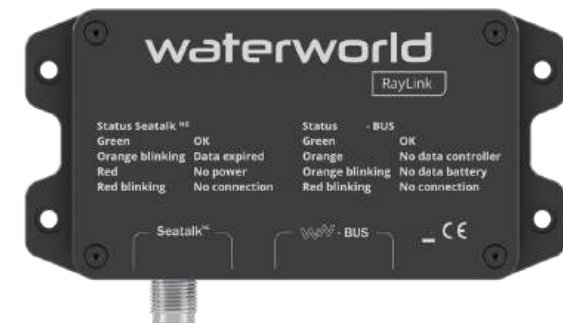 waterworld
RayLink
Status Seatalk NG Status - BUS
Green OK Green OK
Orange blinking Data expired Orange No data controller
Red No power Orange blinking No data battery
Red blinking No connection Red blinking No connection
Seatalk NG WW - BUS CE